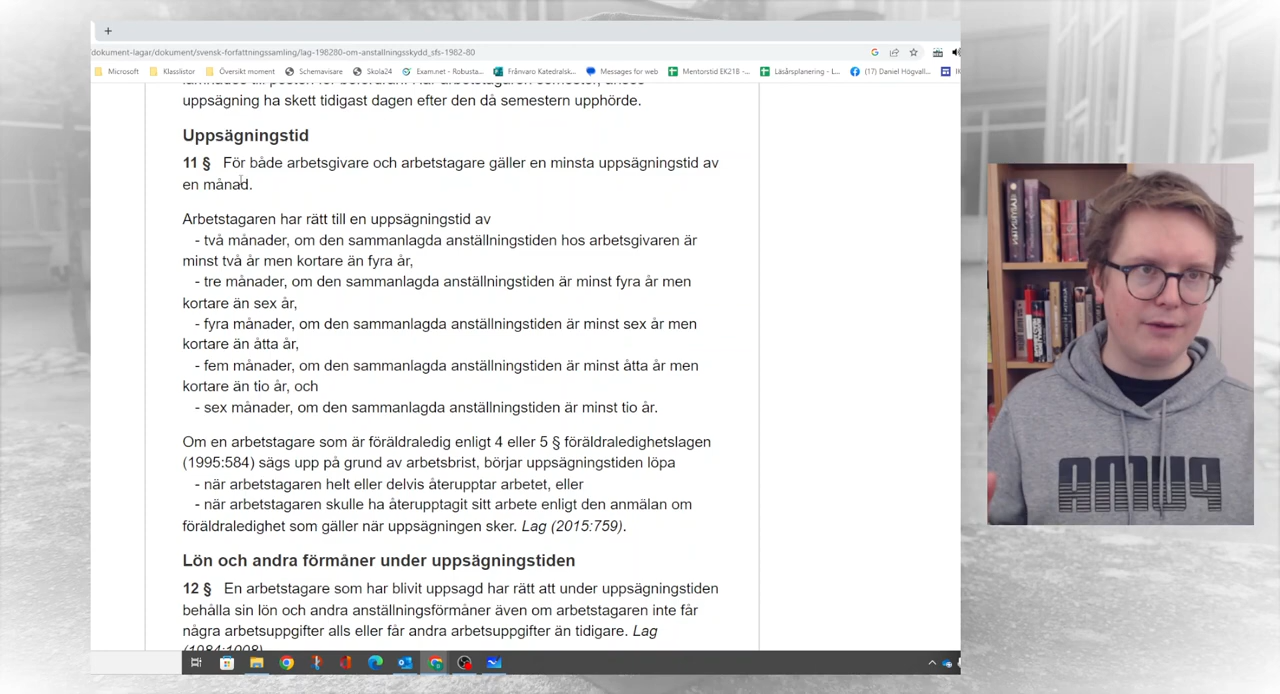 dokument-lagar/dokument/svensk-forfattningssamling/lag-198280-om-anstallningsskydd_sfs-1982-80
Microsoft Klasslistor Översikt moment Schemavisare Skola24 Exam.net - Robusta... Frånvaro Katedralsk... Messages for web Mentorstid EK21B -... Läsårsplanering - L... (17) Daniel Högvall...
uppsägning ha skett tidigast dagen efter den då semestern upphörde.
Uppsägningstid
11 § För både arbetsgivare och arbetstagare gäller en minsta uppsägningstid av
en månad.
Arbetstagaren har rätt till en uppsägningstid av
- två månader, om den sammanlagda anställningstiden hos arbetsgivaren är
minst två år men kortare än fyra år,
- tre månader, om den sammanlagda anställningstiden är minst fyra år men
kortare än sex år,
- fyra månader, om den sammanlagda anställningstiden är minst sex år men
kortare än åtta år,
- fem månader, om den sammanlagda anställningstiden är minst åtta år men
kortare än tio år, och
- sex månader, om den sammanlagda anställningstiden är minst tio år.
Om en arbetstagare som är föräldraledig enligt 4 eller 5 § föräldraledighetslagen
(1995:584) sägs upp på grund av arbetsbrist, börjar uppsägningstiden löpa
- när arbetstagaren helt eller delvis återupptar arbetet, eller
- när arbetstagaren skulle ha återupptagit sitt arbete enligt den anmälan om
föräldraledighet som gäller när uppsägningen sker. Lag (2015:759).
Lön och andra förmåner under uppsägningstiden
12 § En arbetstagare som har blivit uppsagd har rätt att under uppsägningstiden
behålla sin lön och andra anställningsförmåner även om arbetstagaren inte får
några arbetsuppgifter alls eller får andra arbetsuppgifter än tidigare. Lag
(1984:1008).